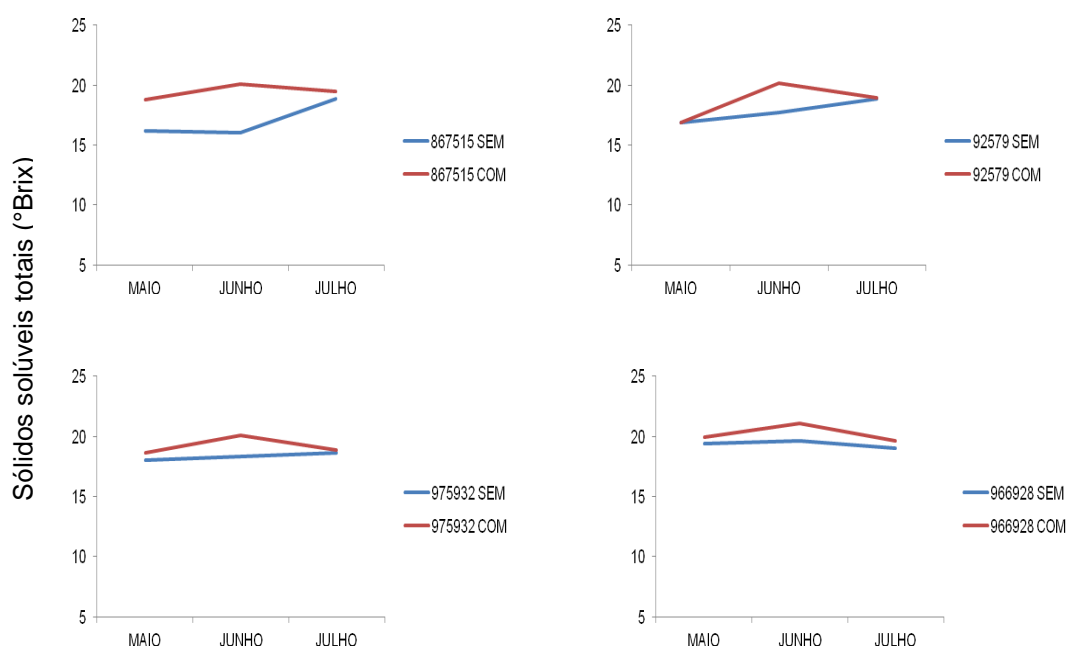 Sólidos solúveis totais (°Brix)
25
20
15
10
5
MAIO JUNHO JULHO
867515 SEM
867515 COM
25
20
15
10
5
MAIO JUNHO JULHO
92579 SEM
92579 COM
25
20
15
10
5
MAIO JUNHO JULHO
975932 SEM
975932 COM
25
20
15
10
5
MAIO JUNHO JULHO
966928 SEM
966928 COM